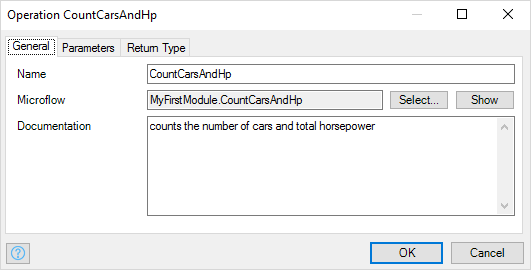 Operation CountCarsAndHp
General Parameters Return Type
Name CountCarsAndHp
Microflow MyFirstModule.CountCarsAndHp Select... Show
Documentation counts the number of cars and total horsepower
? OK Cancel